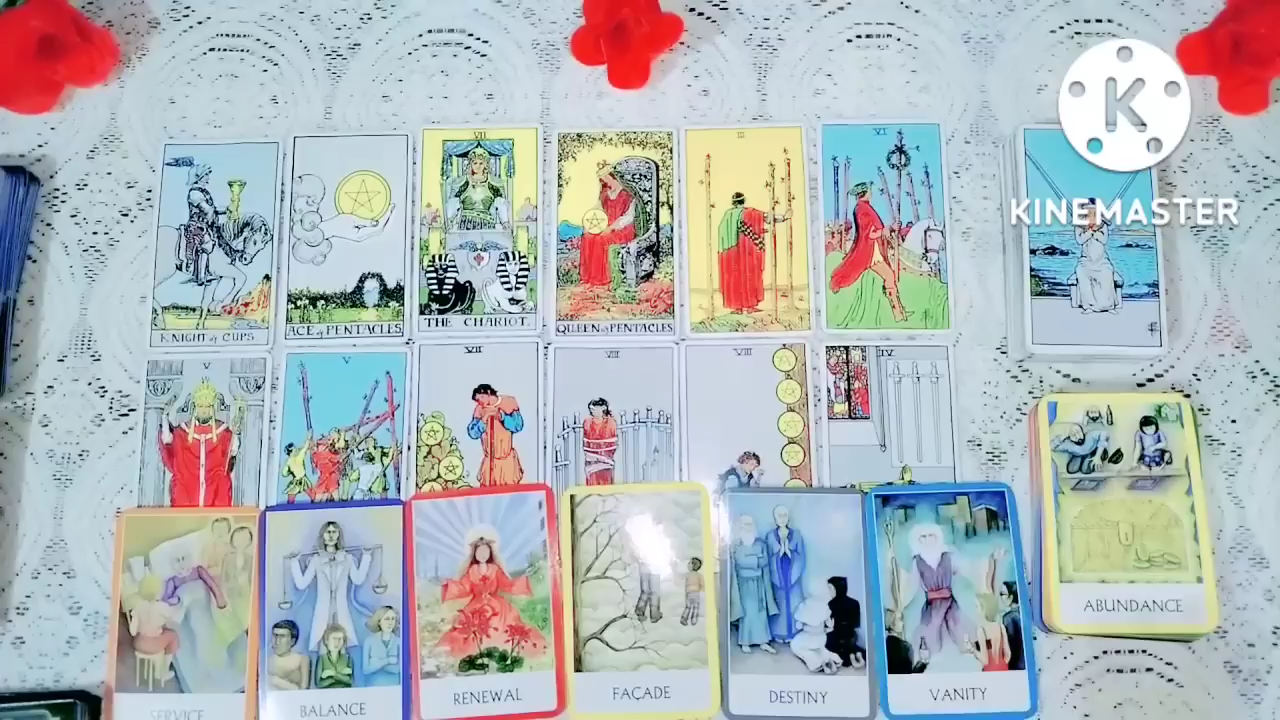 K
KINEMASTER
VII
III
VI
KNIGHT of CUPS
ACE of PENTACLES
THE CHARIOT.
QUEEN of PENTACLES
V
VII
VIII
VIII
IV
SERVICE
BALANCE
RENEWAL
FAÇADE
DESTINY
VANITY
ABUNDANCE